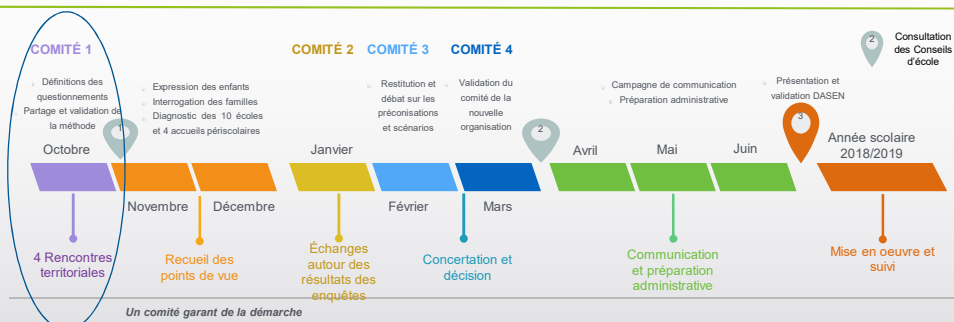 COMITÉ 1
COMITÉ 2
COMITÉ 3
COMITÉ 4
2
Consultation
des Conseils
d'école
Définitions des
questionnements
Partage et validation de
la méthode
Expression des enfants
Interrogation des familles
Diagnostic des 10 écoles
et 4 accueils périscolaires
Restitution et
débat sur les
préconisations
et scénarios
Validation du
comité de la
nouvelle
organisation
Campagne de communication
Préparation administrative
Présentation et
validation DASEN
1
2
3
Octobre
Janvier
Avril
Mai
Juin
Année scolaire
2018/2019
Novembre
Décembre
Février
Mars
4 Rencontres
territoriales
Recueil des
points de vue
Échanges
autour des
résultats des
enquêtes
Concertation et
décision
Communication
et préparation
administrative
Mise en oeuvre et
suivi
Un comité garant de la démarche